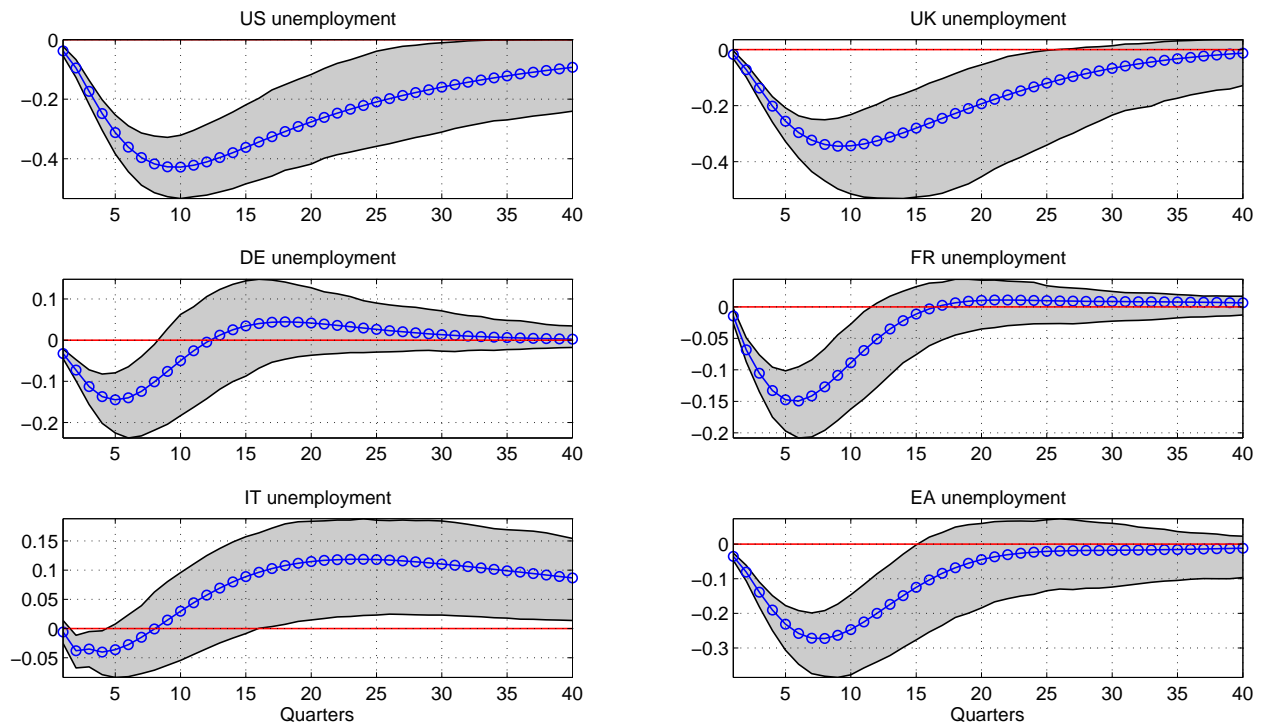 US unemployment
0
−0.2
−0.4
5 10 15 20 25 30 35 40
UK unemployment
0
−0.2
−0.4
5 10 15 20 25 30 35 40
DE unemployment
0.1
0
−0.1
−0.2
5 10 15 20 25 30 35 40
FR unemployment
0
−0.05
−0.1
−0.15
−0.2
5 10 15 20 25 30 35 40
IT unemployment
0.15
0.1
0.05
0
−0.05
5 10 15 20 25 30 35 40
Quarters
EA unemployment
0
−0.1
−0.2
−0.3
5 10 15 20 25 30 35 40
Quarters